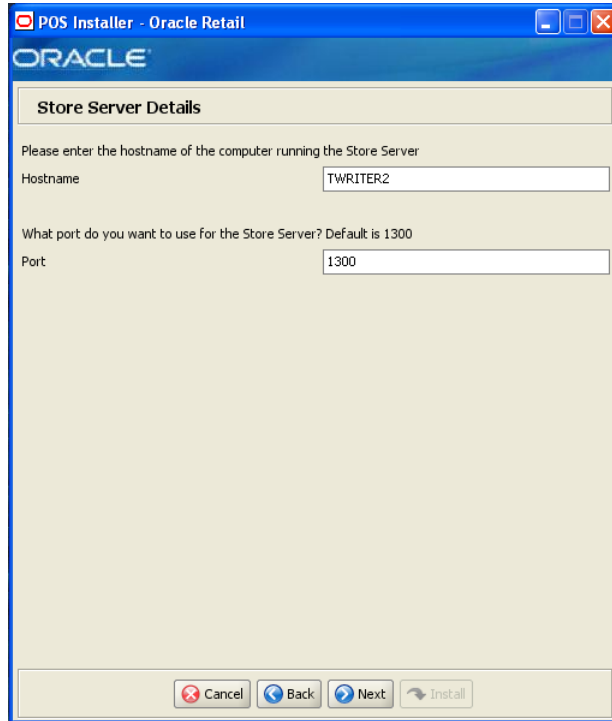 POS Installer - Oracle Retail
ORACLE
Store Server Details
Please enter the hostname of the computer running the Store Server
Hostname TWRITER2
What port do you want to use for the Store Server? Default is 1300
Port 1300
Cancel Back Next Install